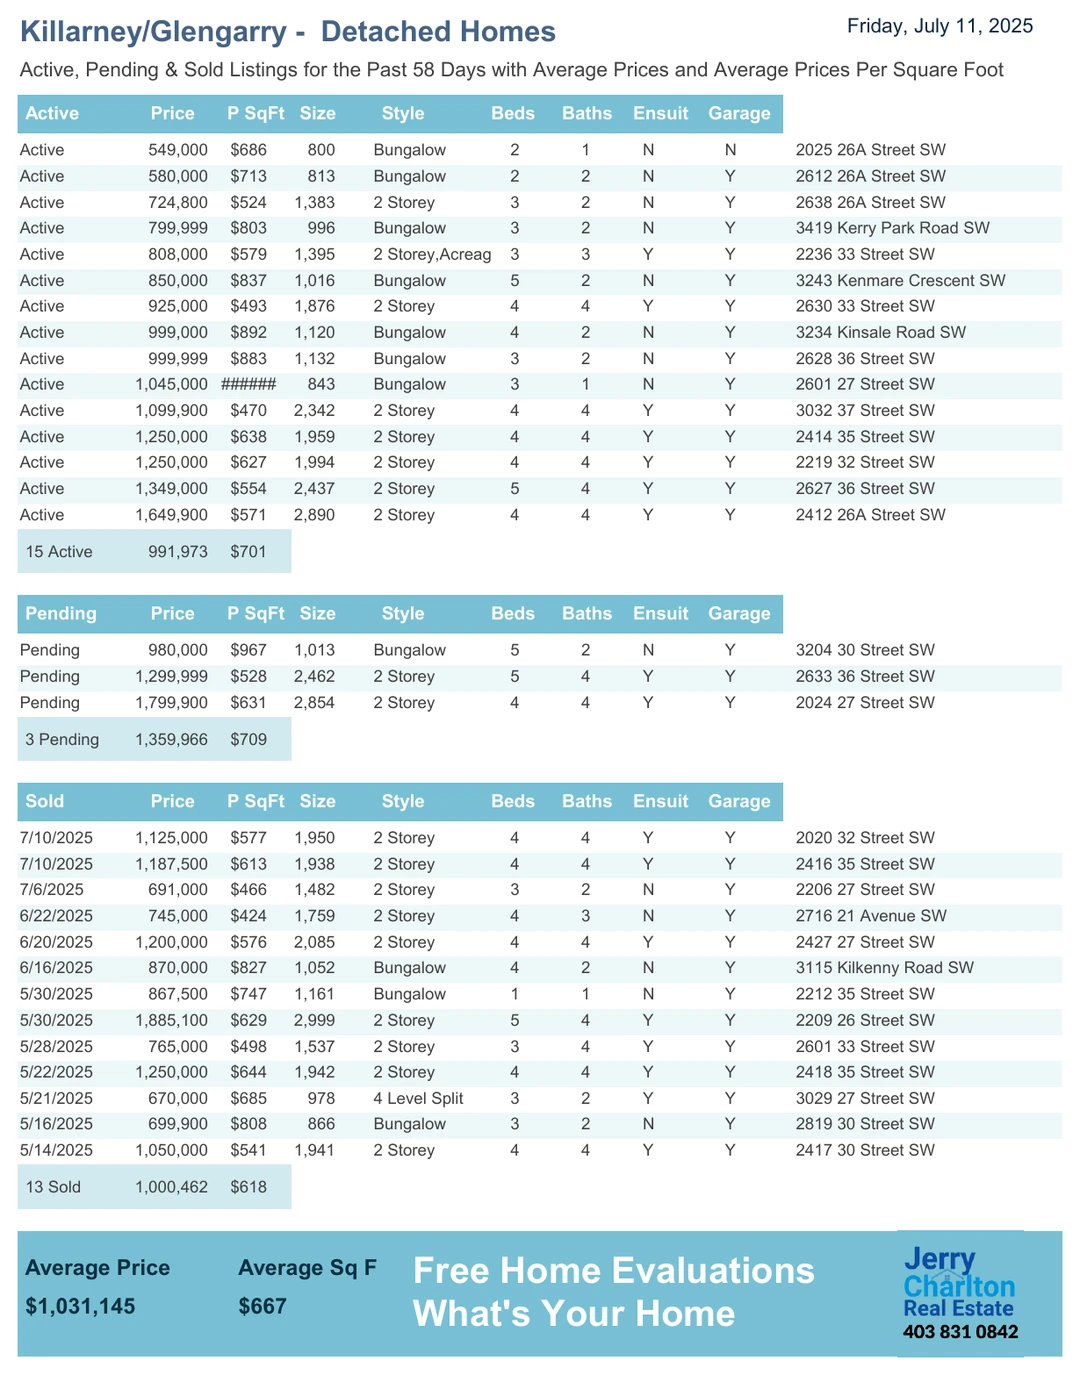 Killarney/Glengarry -  Detached Homes
Friday, July 11, 2025
Active, Pending & Sold Listings for the Past 58 Days with Average Prices and Average Prices Per Square Foot
Active Price P SqFt Size Style Beds Baths Ensuit Garage
Active 549,000 $686 800 Bungalow 2 1 N N 2025 26A Street SW
Active 580,000 $713 813 Bungalow 2 2 N Y 2612 26A Street SW
Active 724,800 $524 1,383 2 Storey 3 2 N Y 2638 26A Street SW
Active 799,999 $803 996 Bungalow 3 2 N Y 3419 Kerry Park Road SW
Active 808,000 $579 1,395 2 Storey,Acreag 3 3 Y Y 2236 33 Street SW
Active 850,000 $837 1,016 Bungalow 5 2 N Y 3243 Kenmare Crescent SW
Active 925,000 $493 1,876 2 Storey 4 4 Y Y 2630 33 Street SW
Active 999,000 $892 1,120 Bungalow 4 2 N Y 3234 Kinsale Road SW
Active 999,999 $883 1,132 Bungalow 3 2 N Y 2628 36 Street SW
Active 1,045,000 ###### 843 Bungalow 3 1 N Y 2601 27 Street SW
Active 1,099,900 $470 2,342 2 Storey 4 4 Y Y 3032 37 Street SW
Active 1,250,000 $638 1,959 2 Storey 4 4 Y Y 2414 35 Street SW
Active 1,250,000 $627 1,994 2 Storey 4 4 Y Y 2219 32 Street SW
Active 1,349,000 $554 2,437 2 Storey 5 4 Y Y 2627 36 Street SW
Active 1,649,900 $571 2,890 2 Storey 4 4 Y Y 2412 26A Street SW
15 Active 991,973 $701
Pending Price P SqFt Size Style Beds Baths Ensuit Garage
Pending 980,000 $967 1,013 Bungalow 5 2 N Y 3204 30 Street SW
Pending 1,299,999 $528 2,462 2 Storey 5 4 Y Y 2633 36 Street SW
Pending 1,799,900 $631 2,854 2 Storey 4 4 Y Y 2024 27 Street SW
3 Pending 1,359,966 $709
Sold Price P SqFt Size Style Beds Baths Ensuit Garage
7/10/2025 1,125,000 $577 1,950 2 Storey 4 4 Y Y 2020 32 Street SW
7/10/2025 1,187,500 $613 1,938 2 Storey 4 4 Y Y 2416 35 Street SW
7/6/2025 691,000 $466 1,482 2 Storey 3 2 N Y 2206 27 Street SW
6/22/2025 745,000 $424 1,759 2 Storey 4 3 N Y 2716 21 Avenue SW
6/20/2025 1,200,000 $576 2,085 2 Storey 4 4 Y Y 2427 27 Street SW
6/16/2025 870,000 $827 1,052 Bungalow 4 2 N Y 3115 Kilkenny Road SW
5/30/2025 867,500 $747 1,161 Bungalow 1 1 N Y 2212 35 Street SW
5/30/2025 1,885,100 $629 2,999 2 Storey 5 4 Y Y 2209 26 Street SW
5/28/2025 765,000 $498 1,537 2 Storey 3 4 Y Y 2601 33 Street SW
5/22/2025 1,250,000 $644 1,942 2 Storey 4 4 Y Y 2418 35 Street SW
5/21/2025 670,000 $685 978 4 Level Split 3 2 Y Y 3029 27 Street SW
5/16/2025 699,900 $808 866 Bungalow 3 2 N Y 2819 30 Street SW
5/14/2025 1,050,000 $541 1,941 2 Storey 4 4 Y Y 2417 30 Street SW
13 Sold 1,000,462 $618
Average Price Average Sq F
$1,031,145 $667
Free Home Evaluations
What's Your Home
Jerry
Charlton
Real Estate
403 831 0842